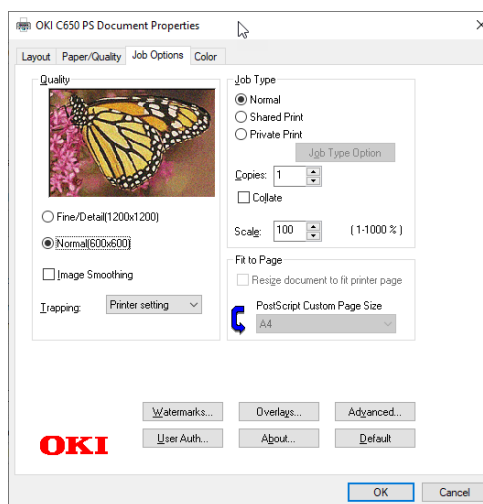 OKI C650 PS Document Properties
Layout Paper/Quality Job Options Color
Quality
Fine/Detail(1200x1200)
Normal(600x600)
Image Smoothing
Trapping: Printer setting
Job Type
Normal
Shared Print
Private Print
Job Type Option
Copies: 1
Collate
Scale: 100 (1-1000 %)
Fit to Page
Resize document to fit printer page
PostScript Custom Page Size
A4
Watermarks... Overlays... Advanced...
User Auth... About... Default
OKI
OK Cancel